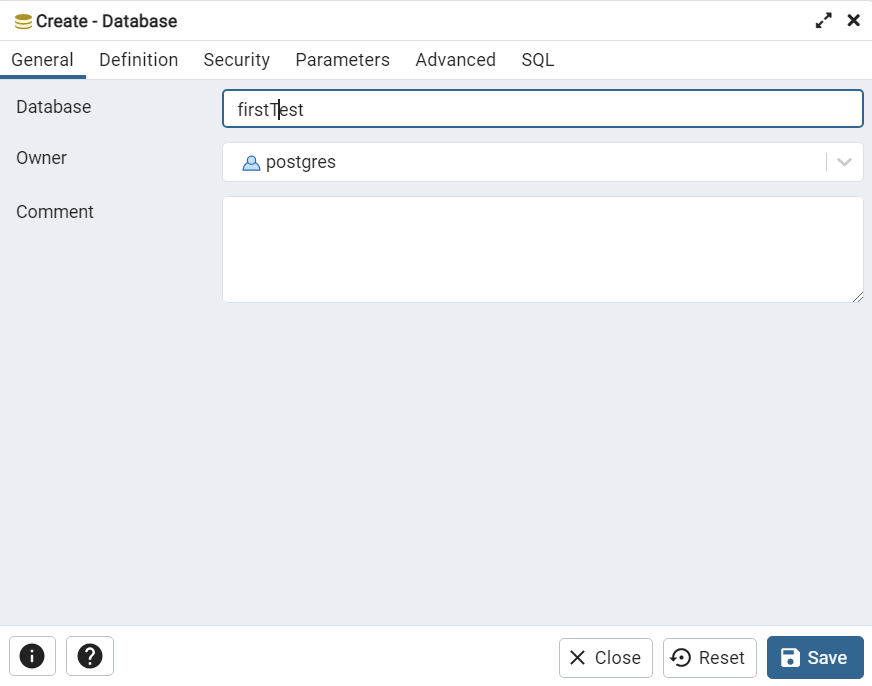 Create - Database
General Definition Security Parameters Advanced SQL
Database firstTest
Owner postgres
Comment
Close Reset Save